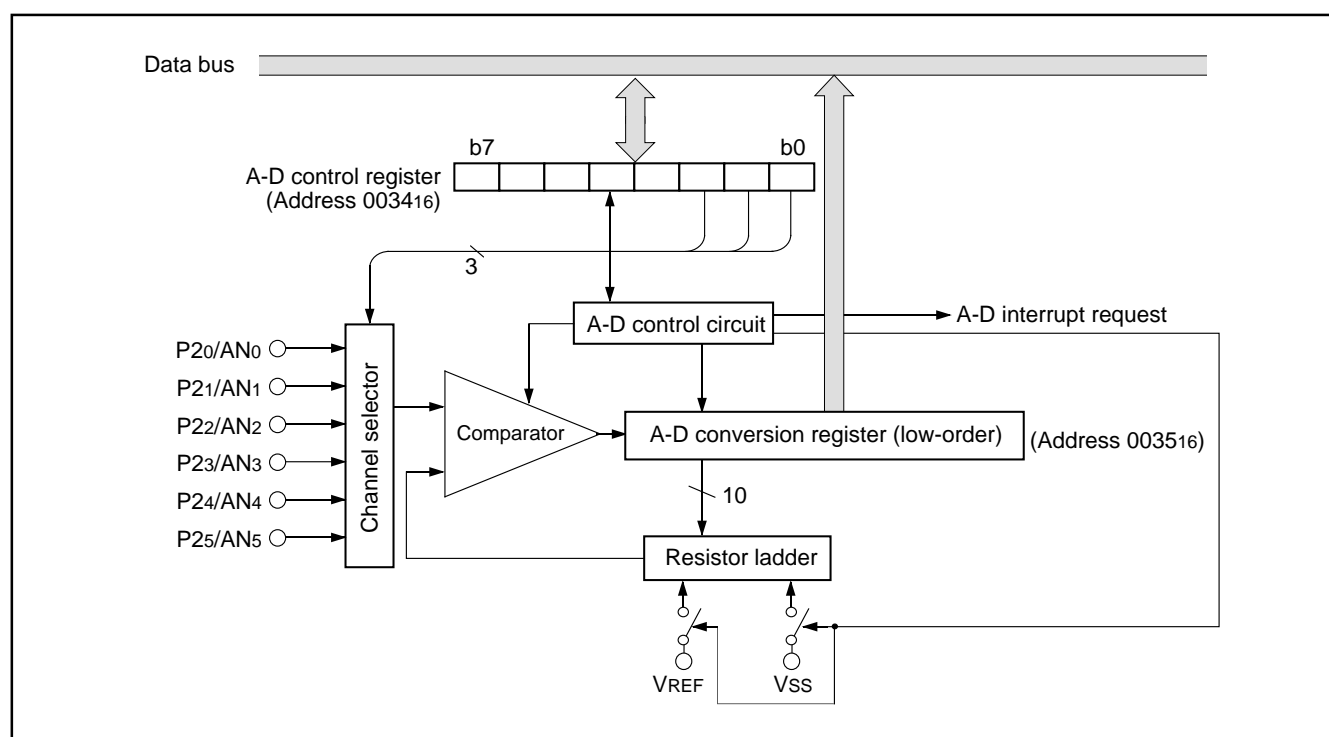 Data bus
b7 b0
A-D control register
(Address 003416)
3
A-D control circuit
A-D interrupt request
P20/AN0
P21/AN1
P22/AN2
P23/AN3
P24/AN4
P25/AN5
Channel selector
Comparator
A-D conversion register (low-order)
(Address 003516)
10
Resistor ladder
VREF
VSS